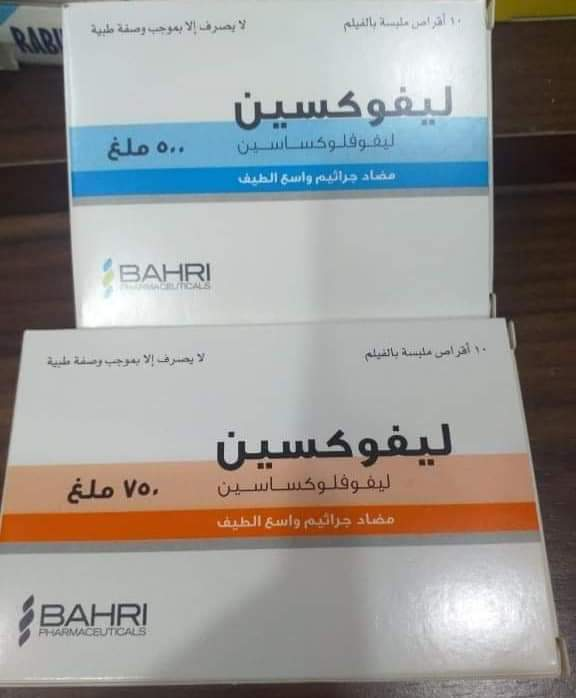 RABI
١٠ أقراص ملبسة بالفيلم
لا يصرف إلا بموجب وصفة طبية
ليفوكسين
ليفوفلوكساسين
٥٠٠ ملغ
مضاد جراثيم واسع الطيف
BAHRI
PHARMACEUTICALS
١٠ أقراص ملبسة بالفيلم
لا يصرف إلا بموجب وصفة طبية
ليفوكسين
ليفوفلوكساسين
٧٥٠ ملغ
مضاد جراثيم واسع الطيف
BAHRI
PHARMACEUTICALS